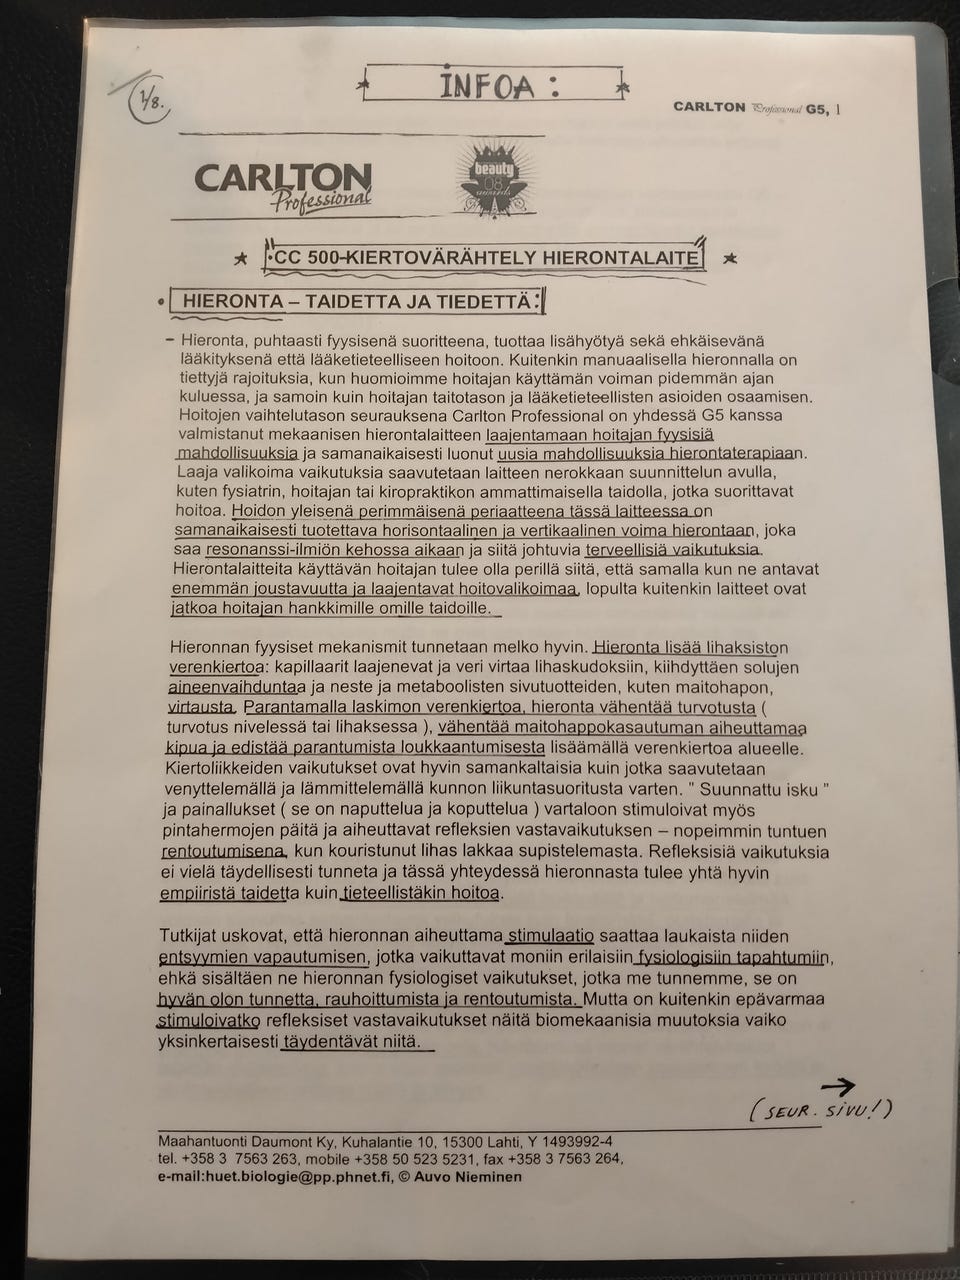 1/8.
INFOA :
CARLTON Professional G5, 1
CARLTON
Professional
beauty
08
awards
CC 500-KIERTOVÄRÄHTELY HIERONTALAITE
• HIERONTA – TAIDETTA JA TIEDETTÄ:
– Hieronta, puhtaasti fyysisenä suoritteena, tuottaa lisähyötyä sekä ehkäisevänä
lääkityksenä että lääketieteelliseen hoitoon. Kuitenkin manuaalisella hieronnalla on
tiettyjä rajoituksia, kun huomioimme hoitajan käyttämän voiman pidemmän ajan
kuluessa, ja samoin kuin hoitajan taitotason ja lääketieteellisten asioiden osaamisen.
Hoitojen vaihtelutason seurauksena Carlton Professional on yhdessä G5 kanssa
valmistanut mekaanisen hierontalaitteen laajentamaan hoitajan fyysisiä
mahdollisuuksia ja samanaikaisesti luonut uusia mahdollisuuksia hierontaterapiaan.
Laaja valikoima vaikutuksia saavutetaan laitteen nerokkaan suunnittelun avulla,
kuten fysiatrin, hoitajan tai kiropraktikon ammattimaisella taidolla, jotka suorittavat
hoitoa. Hoidon yleisenä perimmäisenä periaatteena tässä laitteessa on
samanaikaisesti tuotettava horisontaalinen ja vertikaalinen voima hierontaan, joka
saa resonanssi-ilmiön kehossa aikaan ja siitä johtuvia terveellisiä vaikutuksia.
Hierontalaitteita käyttävän hoitajan tulee olla perillä siitä, että samalla kun ne antavat
enemmän joustavuutta ja laajentavat hoitovalikoimaa, lopulta kuitenkin laitteet ovat
jatkoa hoitajan hankkimille omille taidoille.
Hieronnan fyysiset mekanismit tunnetaan melko hyvin. Hieronta lisää lihaksiston
verenkiertoa: kapillaarit laajenevat ja veri virtaa lihaskudoksiin, kiihdyttäen solujen
aineenvaihduntaa ja neste ja metaboolisten sivutuotteiden, kuten maitohapon,
virtausta. Parantamalla laskimon verenkiertoa, hieronta vähentää turvotusta (
turvotus nivelessä tai lihaksessa ), vähentää maitohappokasautuman aiheuttamaa
kipua ja edistää parantumista loukkaantumisesta lisäämällä verenkiertoa alueelle.
Kiertoliikkeiden vaikutukset ovat hyvin samankaltaisia kuin jotka saavutetaan
venyttelemällä ja lämmittelemällä kunnon liikuntasuoritusta varten. " Suunnattu isku "
ja painallukset ( se on naputtelua ja koputtelua ) vartaloon stimuloivat myös
pintahermojen päitä ja aiheuttavat refleksien vastavaikutuksen – nopeimmin tuntuen
rentoutumisena, kun kouristunut lihas lakkaa supistelemasta. Refleksisiä vaikutuksia
ei vielä täydellisesti tunneta ja tässä yhteydessä hieronnasta tulee yhtä hyvin
empiiristä taidetta kuin tieteellistäkin hoitoa.
Tutkijat uskovat, että hieronnan aiheuttama stimulaatio saattaa laukaista niiden
entsyymien vapautumisen, jotka vaikuttavat moniin erilaisiin fysiologisiin tapahtumiin,
ehkä sisältäen ne hieronnan fysiologiset vaikutukset, jotka me tunnemme, se on
hyvän olon tunnetta, rauhoittumista ja rentoutumista. Mutta on kuitenkin epävarmaa
stimuloivatko refleksiset vastavaikutukset näitä biomekaanisia muutoksia vaiko
yksinkertaisesti täydentävät niitä.
→
(SEUR. SIVU!)
Maahantuonti Daumont Ky, Kuhalantie 10, 15300 Lahti, Y 1493992-4
tel. +358 3 7563 263, mobile +358 50 523 5231, fax +358 3 7563 264,
e-mail:huet.biologie@pp.phnet.fi, © Auvo Nieminen